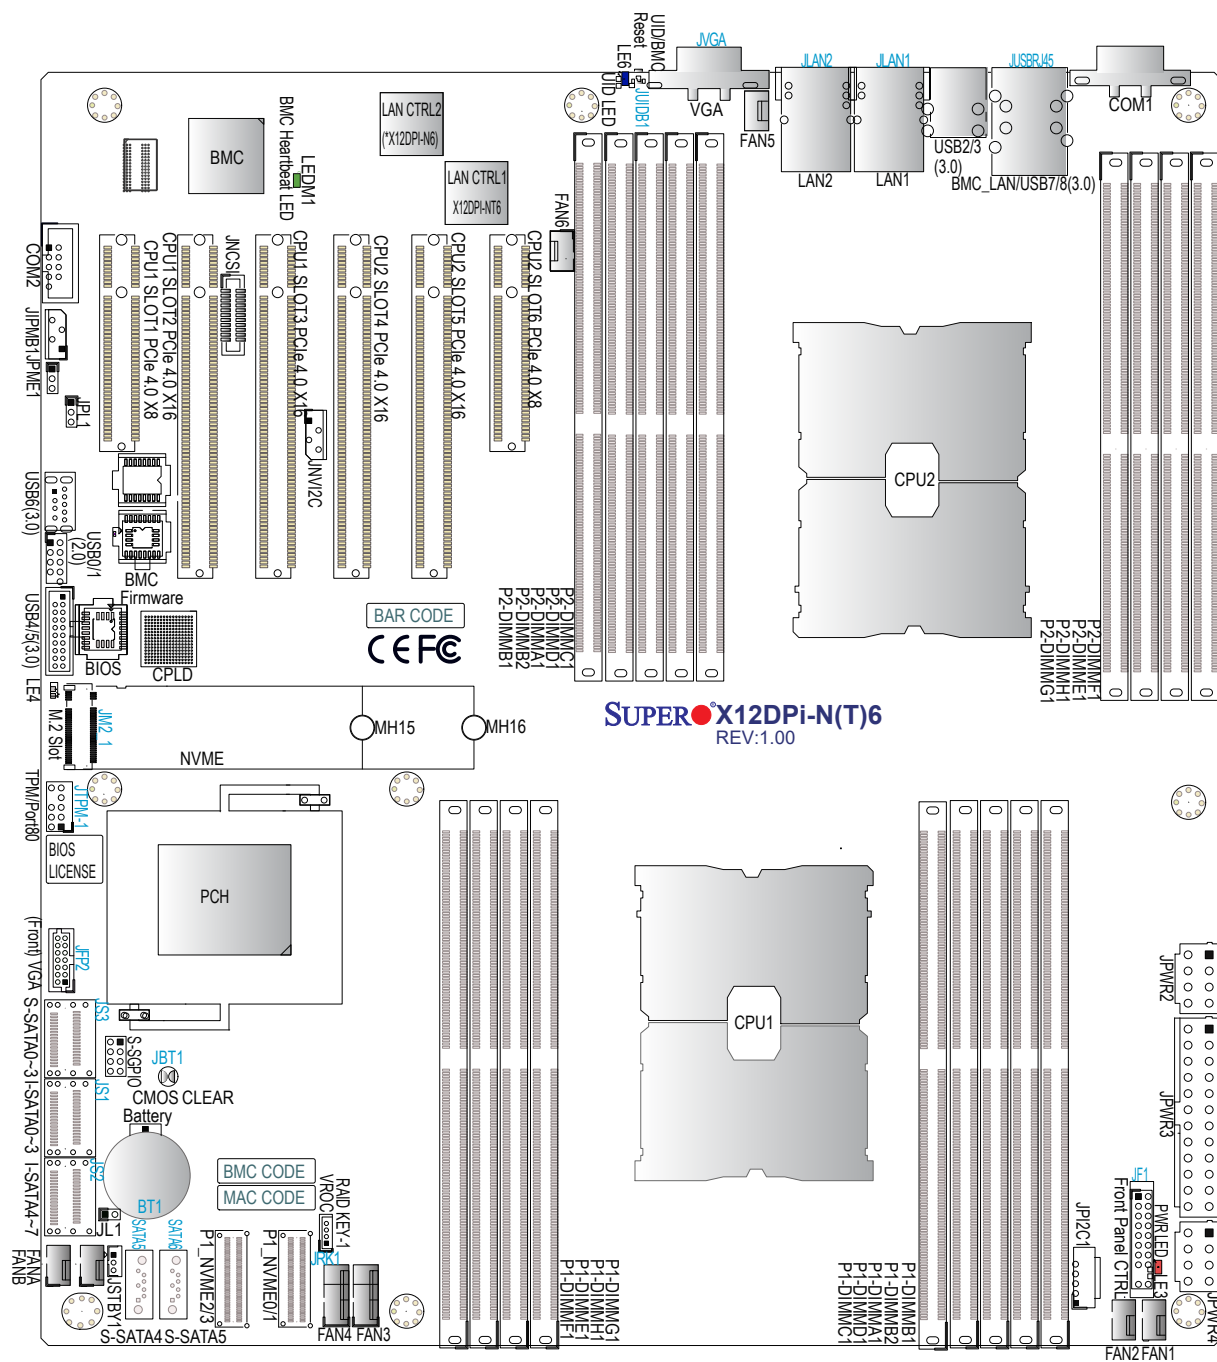 UID/BMC
Reset
LE6
UID LED
JUIDB1
JVGA
VGA
FAN5
JLAN2
LAN2
JLAN1
LAN1
USB2/3
(3.0)
JUSBRJ45
BMC_LAN/USB7/8(3.0)
COM1
BMC
BMC Heartbeat LED
LEDM1
LAN CTRL2
(*X12DPI-N6)
LAN CTRL1
X12DPI-NT6
FAN6
COM2
JIPMB1
JPME1
JPL1
CPU1 SLOT1 PCIe 4.0 X8
CPU1 SLOT2 PCIe 4.0 X16
JNCSI
CPU1 SLOT3 PCIe 4.0 X16
JNVI2C
CPU2 SLOT4 PCIe 4.0 X16
CPU2 SLOT5 PCIe 4.0 X16
CPU2 SLOT6 PCIe 4.0 X8
CPU2
USB6(3.0)
USB0/1
(2.0)
BMC
Firmware
USB4/5(3.0)
BIOS
CPLD
BAR CODE
CE FC
P2-DIMMB1
P2-DIMMB2
P2-DIMMA1
P2-DIMMD1
P2-DIMMC1
P2-DIMMG1
P2-DIMMH1
P2-DIMME1
P2-DIMMF1
LE4
M.2 Slot
JM2_1
NVME
MH15
MH16
SUPER X12DPi-N(T)6
REV:1.00
TPM/Port80
JTPM-1
BIOS
LICENSE
PCH
(Front) VGA
JFP2
S-SATA0~3
JS3
S-SGPIO
JBT1
CMOS CLEAR
I-SATA0~3
JS1
Battery
BT1
I-SATA4~7
JS2
JL1
BMC CODE
MAC CODE
CPU1
JPWR2
JPWR3
JPWR4
FANA
FANB
JSTBY1
SATA5
SATA6
S-SATA4
S-SATA5
P1_NVME2/3
P1_NVME0/1
VROC
RAID KEY-1
JRK1
FAN4
FAN3
P1-DIMMF1
P1-DIMME1
P1-DIMMH1
P1-DIMMG1
P1-DIMMC1
P1-DIMMD1
P1-DIMMA1
P1-DIMMB2
P1-DIMMB1
JPI2C1
Front Panel CTRL
JF1
PWRLED
LE3
FAN2
FAN1